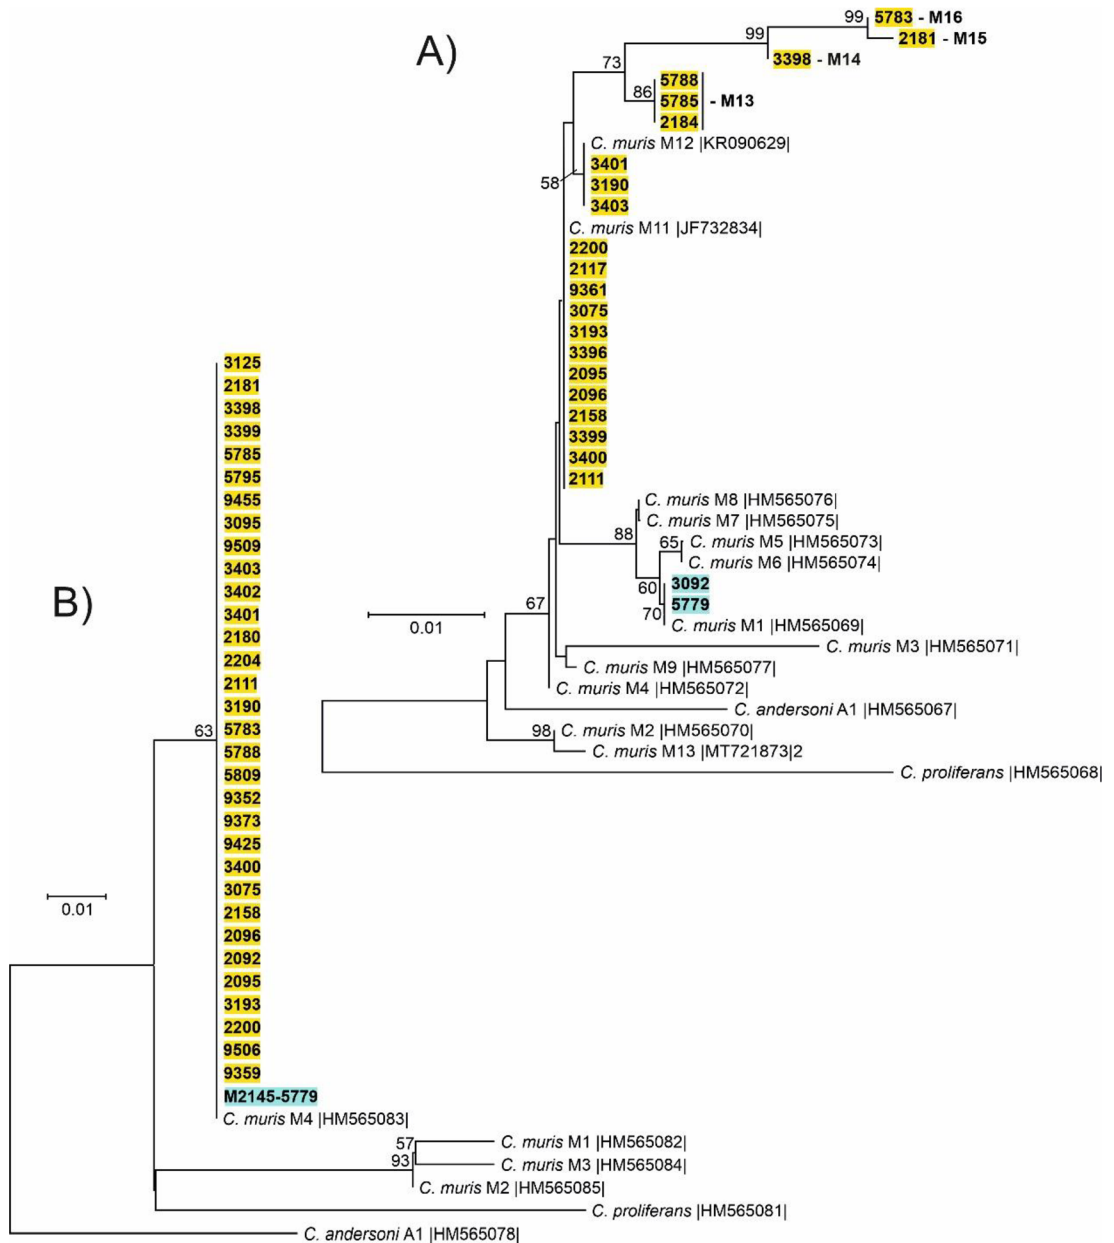 A)
99
5783 - M16
2181 - M15
99
3398 - M14
73
5788
86
5785 - M13
2184
C. muris M12 |KR090629|
3401
58
3190
3403
C. muris M11 |JF732834|
2200
2117
9361
3075
3193
3396
2095
2096
2158
3399
3400
2111
C. muris M8 |HM565076|
C. muris M7 |HM565075|
88
65
C. muris M5 |HM565073|
C. muris M6 |HM565074|
60
3092
5779
70
C. muris M1 |HM565069|
67
0.01
C. muris M3 |HM565071|
C. muris M9 |HM565077|
C. muris M4 |HM565072|
C. andersoni A1 |HM565067|
98
C. muris M2 |HM565070|
C. muris M13 |MT721873|2
C. proliferans |HM565068|
B)
3125
2181
3398
3399
5785
5795
9455
3095
9509
3403
3402
3401
2180
2204
2111
3190
63
5783
5788
5809
9352
9373
9425
3400
3075
0.01
2158
2096
2092
2095
3193
2200
9506
9359
M2145-5779
C. muris M4 |HM565083|
57
C. muris M1 |HM565082|
93
C. muris M3 |HM565084|
C. muris M2 |HM565085|
C. proliferans |HM565081|
C. andersoni A1 |HM565078|